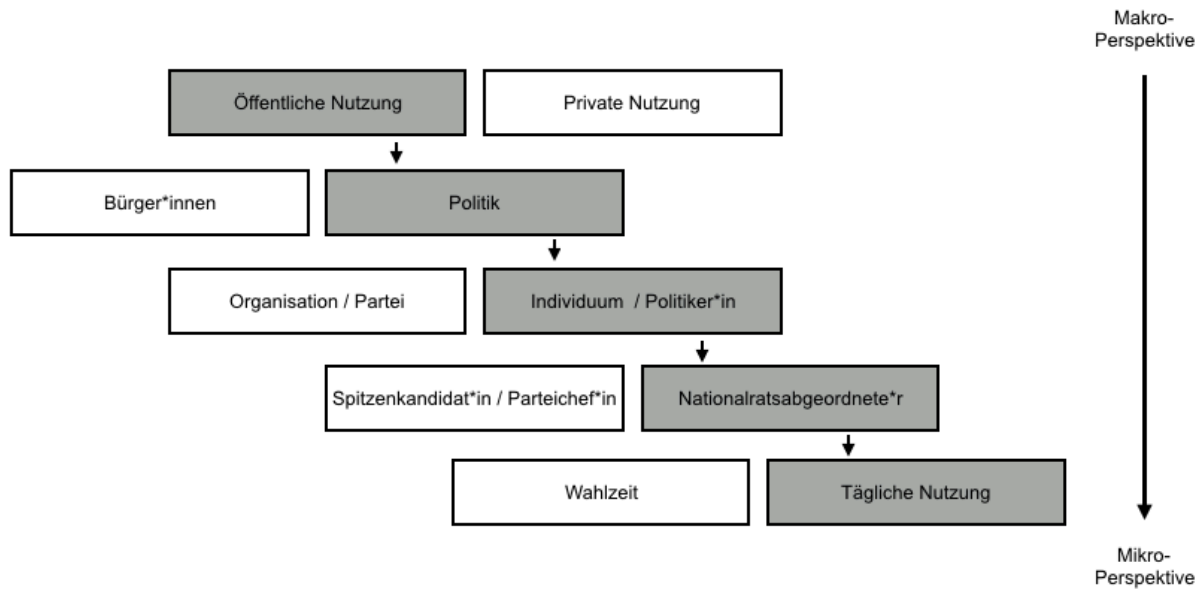 Makro-
Perspektive
Öffentliche Nutzung
Private Nutzung
Bürger*innen
Politik
Organisation / Partei
Individuum / Politiker*in
Spitzenkandidat*in / Parteichef*in
Nationalratsabgeordnete*r
Wahlzeit
Tägliche Nutzung
Mikro-
Perspektive